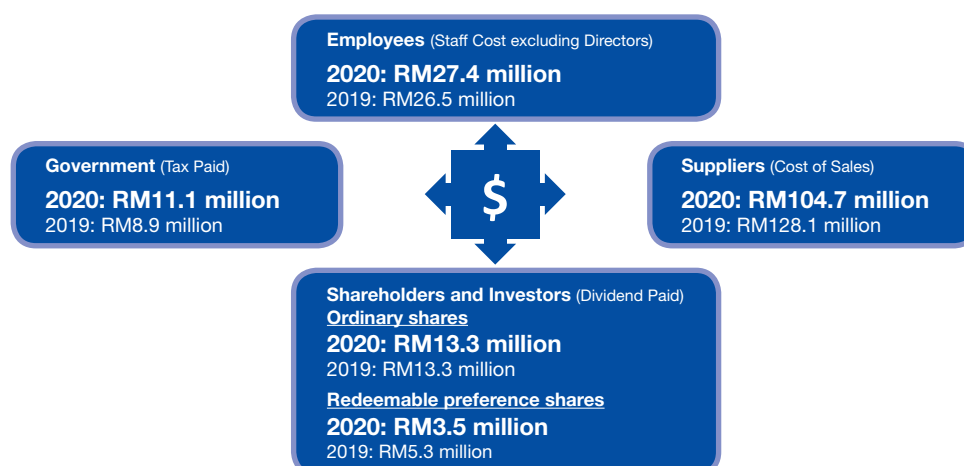 Employees (Staff Cost excluding Directors)
2020: RM27.4 million
2019: RM26.5 million
Government (Tax Paid)
2020: RM11.1 million
2019: RM8.9 million
$
Suppliers (Cost of Sales)
2020: RM104.7 million
2019: RM128.1 million
Shareholders and Investors (Dividend Paid)
Ordinary shares
2020: RM13.3 million
2019: RM13.3 million
Redeemable preference shares
2020: RM3.5 million
2019: RM5.3 million